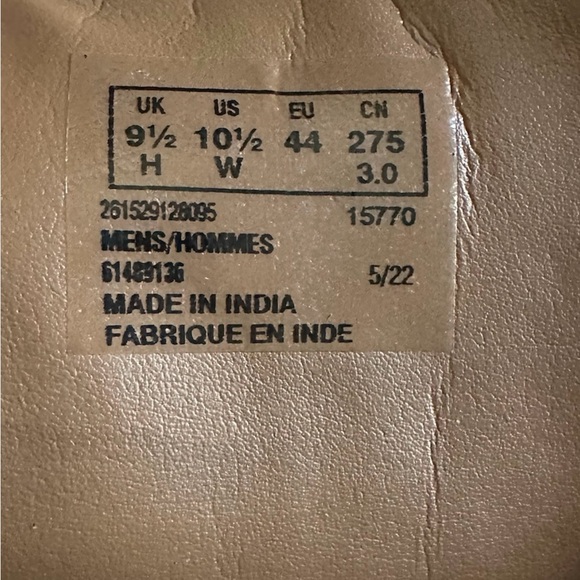 UK US EU CN
9½ 10½ 44 275
H W 3.0
261529128095 15770
MENS/HOMMES
61489136 5/22
MADE IN INDIA
FABRIQUE EN INDE